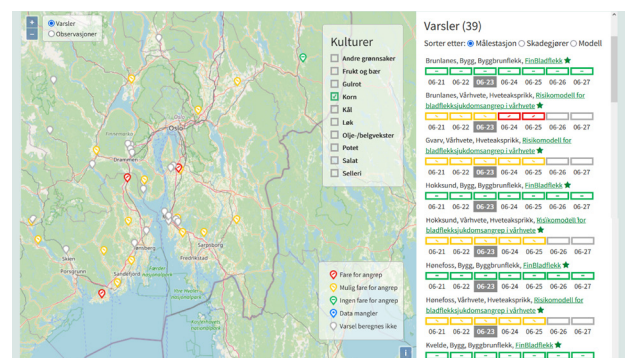 +
−
Varsler
Observasjoner
Kulturer
Andre grønnsaker
Frukt og bær
Gulrot
Korn
Kål
Løk
Olje-/belgvekster
Potet
Salat
Selleri
Oslo
Drammen
Tønsberg
Fredrikstad
Sarpsborg
Skien
Porsgrunn
Sandefjord
Fare for angrep
Mulig fare for angrep
Ingen fare for angrep
Data mangler
Varsel beregnes ikke
i
Varsler (39)
Sorter etter: Målestasjon Skadegjører Modell
Brunlanes, Bygg, Byggbrunflekk, FinBladflekk
06-21 06-22 06-23 06-24 06-25 06-26 06-27
Brunlanes, Vårhvete, Hveteaksprikk, Risikomodell for
bladflekksjukdomsangrep i vårhvete
06-21 06-22 06-23 06-24 06-25 06-26 06-27
Gvarv, Vårhvete, Hveteaksprikk, Risikomodell for
bladflekksjukdomsangrep i vårhvete
06-21 06-22 06-23 06-24 06-25 06-26 06-27
Hokksund, Bygg, Byggbrunflekk, FinBladflekk
06-21 06-22 06-23 06-24 06-25 06-26 06-27
Hokksund, Vårhvete, Hveteaksprikk, Risikomodell for
bladflekksjukdomsangrep i vårhvete
06-21 06-22 06-23 06-24 06-25 06-26 06-27
Hønefoss, Bygg, Byggbrunflekk, FinBladflekk
06-21 06-22 06-23 06-24 06-25 06-26 06-27
Hønefoss, Vårhvete, Hveteaksprikk, Risikomodell for
bladflekksjukdomsangrep i vårhvete
06-21 06-22 06-23 06-24 06-25 06-26 06-27
Kvelde, Bygg, Byggbrunflekk, FinBladflekk